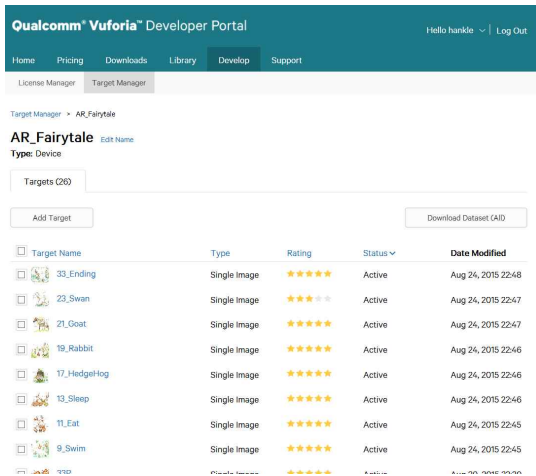 Qualcomm® Vuforia™ Developer Portal
Hello hankle | Log Out
Home Pricing Downloads Library Develop Support
License Manager Target Manager
Target Manager > AR_Fairytale
AR_Fairytale Edit Name
Type: Device
Targets (26)
Add Target Download Dataset (All)
Target Name Type Rating Status Date Modified
33_Ending Single Image Active Aug 24, 2015 22:48
23_Swan Single Image Active Aug 24, 2015 22:47
21_Goat Single Image Active Aug 24, 2015 22:47
19_Rabbit Single Image Active Aug 24, 2015 22:46
17_HedgeHog Single Image Active Aug 24, 2015 22:46
13_Sleep Single Image Active Aug 24, 2015 22:46
11_Eat Single Image Active Aug 24, 2015 22:45
9_Swim Single Image Active Aug 24, 2015 22:45
Single Image Active